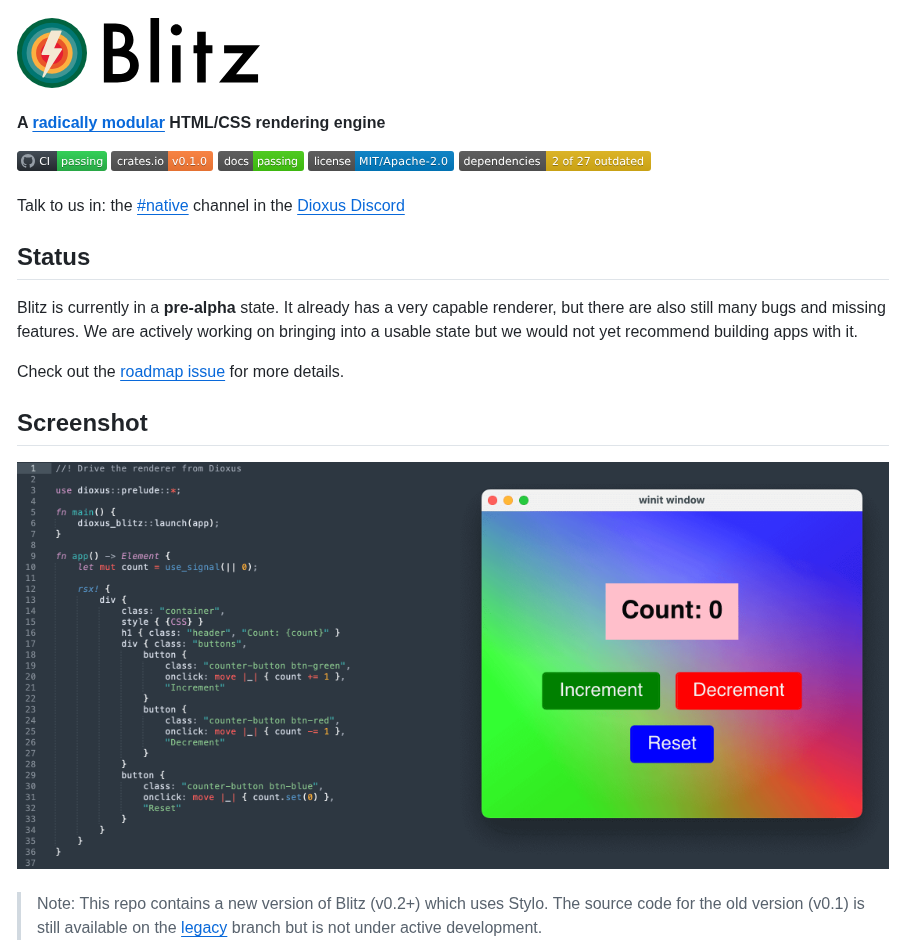 Blitz
A radically modular HTML/CSS rendering engine
CI passing crates.io v0.1.0 docs passing license MIT/Apache-2.0 dependencies 2 of 27 outdated
Talk to us in: the #native channel in the Dioxus Discord
Status
Blitz is currently in a pre-alpha state. It already has a very capable renderer, but there are also still many bugs and missing
features. We are actively working on bringing into a usable state but we would not yet recommend building apps with it.
Check out the roadmap issue for more details.
Screenshot
1 //! Drive the renderer from Dioxus
2
3 use dioxus::prelude::*;
4
5 fn main() {
6     dioxus_blitz::launch(app);
7 }
8
9 fn app() -> Element {
10     let mut count = use_signal(|| 0);
11
12     rsx! {
13         div {
14             class: "container",
15             style { {CSS} }
16             h1 { class: "header", "Count: {count}" }
17             div { class: "buttons",
18                 button {
19                     class: "counter-button btn-green",
20                     onclick: move |_| { count += 1 },
21                     "Increment"
22                 }
23                 button {
24                     class: "counter-button btn-red",
25                     onclick: move |_| { count -= 1 },
26                     "Decrement"
27                 }
28             }
29             button {
30                 class: "counter-button btn-blue",
31                 onclick: move |_| { count.set(0) },
32                 "Reset"
33             }
34         }
35     }
36 }
37
winit window
Count: 0
Increment Decrement
Reset
Note: This repo contains a new version of Blitz (v0.2+) which uses Stylo. The source code for the old version (v0.1) is
still available on the legacy branch but is not under active development.